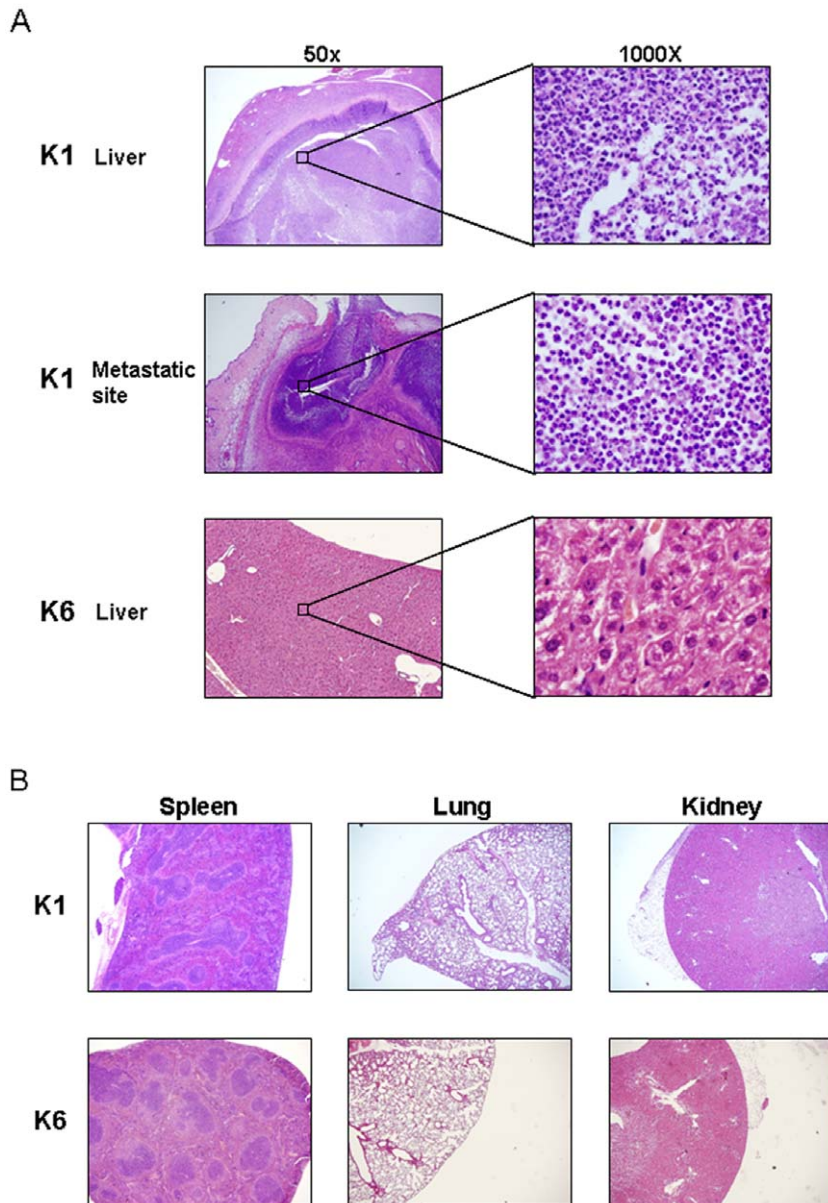 A
50x 1000X
K1 Liver
K1 Metastatic
site
K6 Liver
B
Spleen Lung Kidney
K1
K6